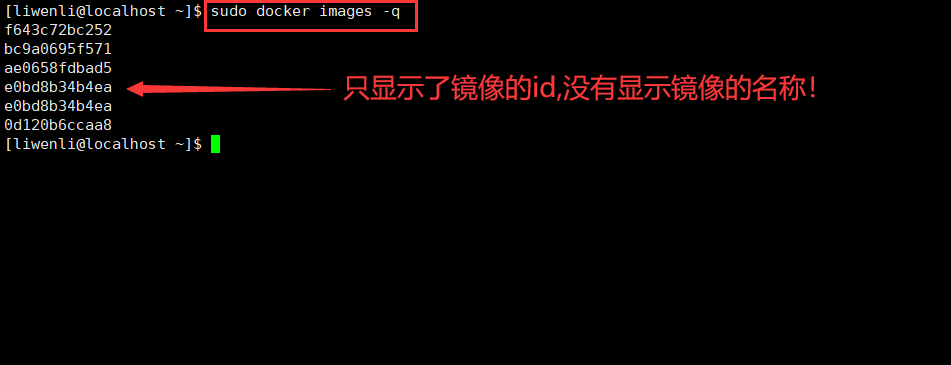 [liwenli@localhost ~]$ sudo docker images -q
f643c72bc252
bc9a0695f571
ae0658fdbad5
e0bd8b34b4ea
只显示了镜像的id,没有显示镜像的名称!
e0bd8b34b4ea
0d120b6ccaa8
[liwenli@localhost ~]$